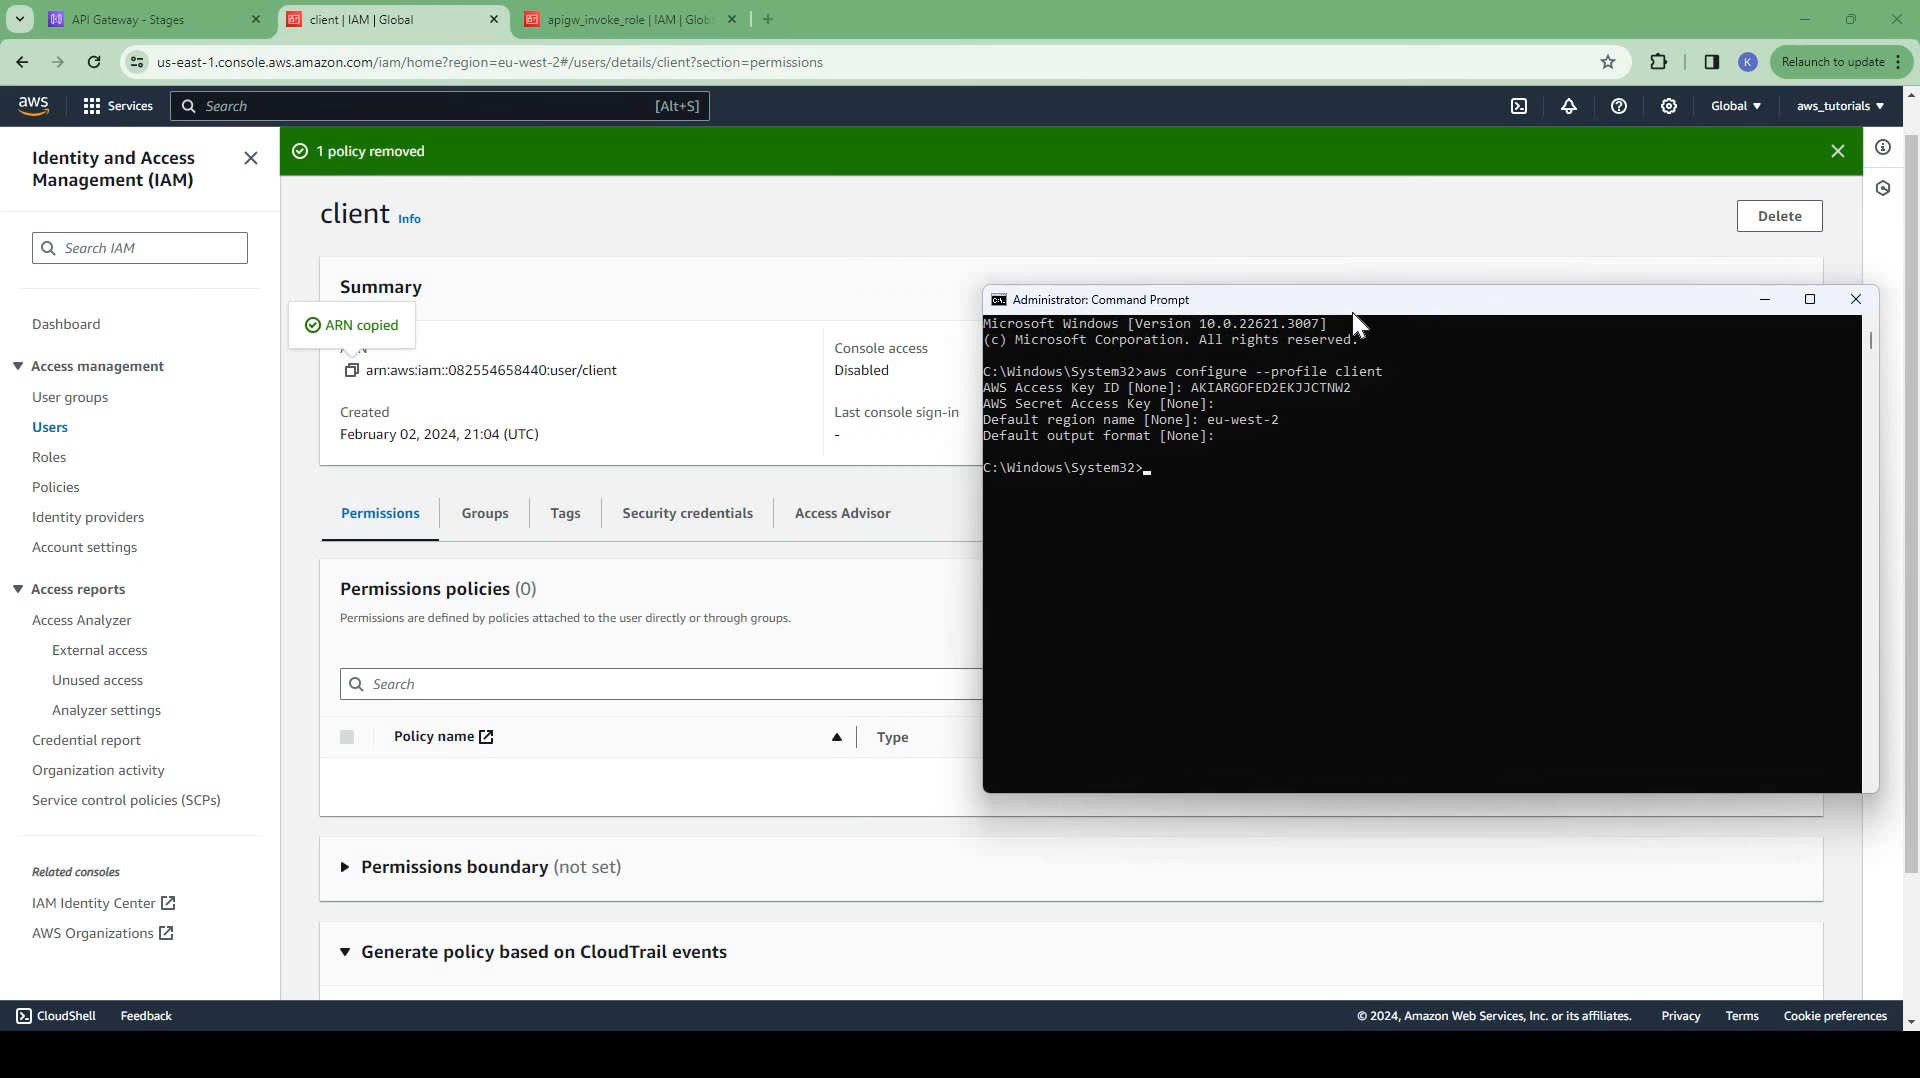 API Gateway - Stages
client | IAM | Global
apigw_invoke_role | IAM | Glob
us-east-1.console.aws.amazon.com/iam/home?region=eu-west-2#/users/details/client?section=permissions
K
Relaunch to update
aws
Services
Search
[Alt+S]
Global
aws_tutorials
Identity and Access
Management (IAM)
Search IAM
Dashboard
Access management
User groups
Users
Roles
Policies
Identity providers
Account settings
Access reports
Access Analyzer
External access
Unused access
Analyzer settings
Credential report
Organization activity
Service control policies (SCPs)
Related consoles
IAM Identity Center
AWS Organizations
1 policy removed
client Info
Delete
Summary
ARN copied
arn:aws:iam::082554658440:user/client
Console access
Disabled
Created
February 02, 2024, 21:04 (UTC)
Last console sign-in
-
Permissions
Groups
Tags
Security credentials
Access Advisor
Permissions policies (0)
Permissions are defined by policies attached to the user directly or through groups.
Search
Policy name
Type
Permissions boundary (not set)
Generate policy based on CloudTrail events
Administrator: Command Prompt
Microsoft Windows [Version 10.0.22621.3007]
(c) Microsoft Corporation. All rights reserved.
C:\Windows\System32>aws configure --profile client
AWS Access Key ID [None]: AKIARGOFED2EKJJCTNW2
AWS Secret Access Key [None]:
Default region name [None]: eu-west-2
Default output format [None]:
C:\Windows\System32>
CloudShell
Feedback
© 2024, Amazon Web Services, Inc. or its affiliates.
Privacy
Terms
Cookie preferences